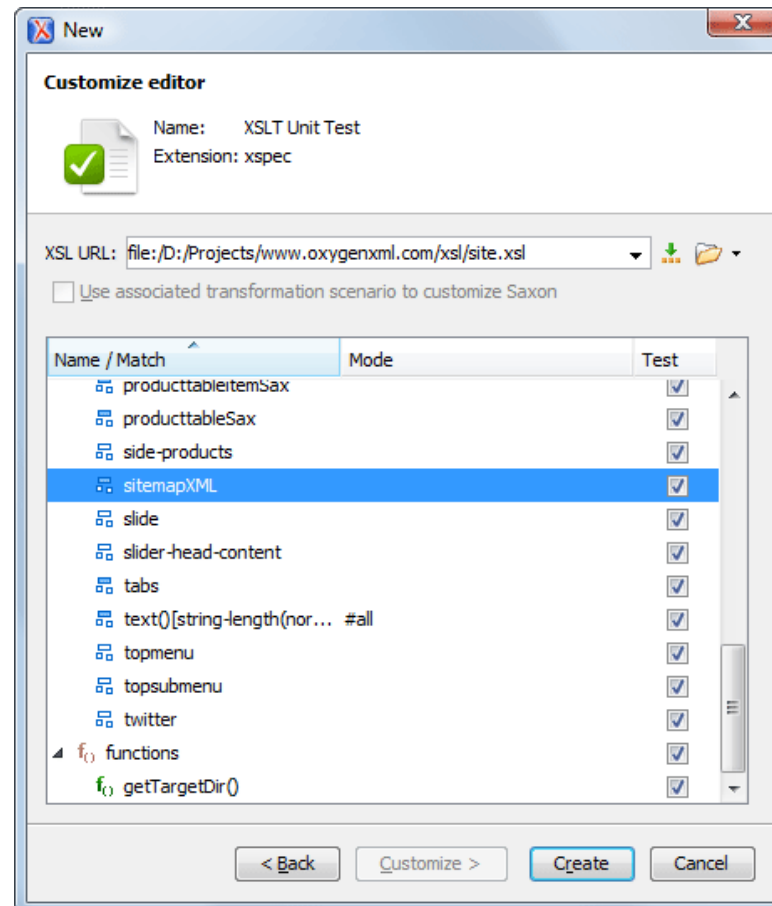 New
Customize editor
Name: XSLT Unit Test
Extension: xspec
XSL URL: file:/D:/Projects/www.oxygenxml.com/xsl/site.xsl
Use associated transformation scenario to customize Saxon
Name / Match Mode Test
producttableitemSax
producttableSax
side-products
sitemapXML
slide
slider-head-content
tabs
text()[string-length(nor... #all
topmenu
topsubmenu
twitter
f() functions
f() getTargetDir()
< Back Customize > Create Cancel